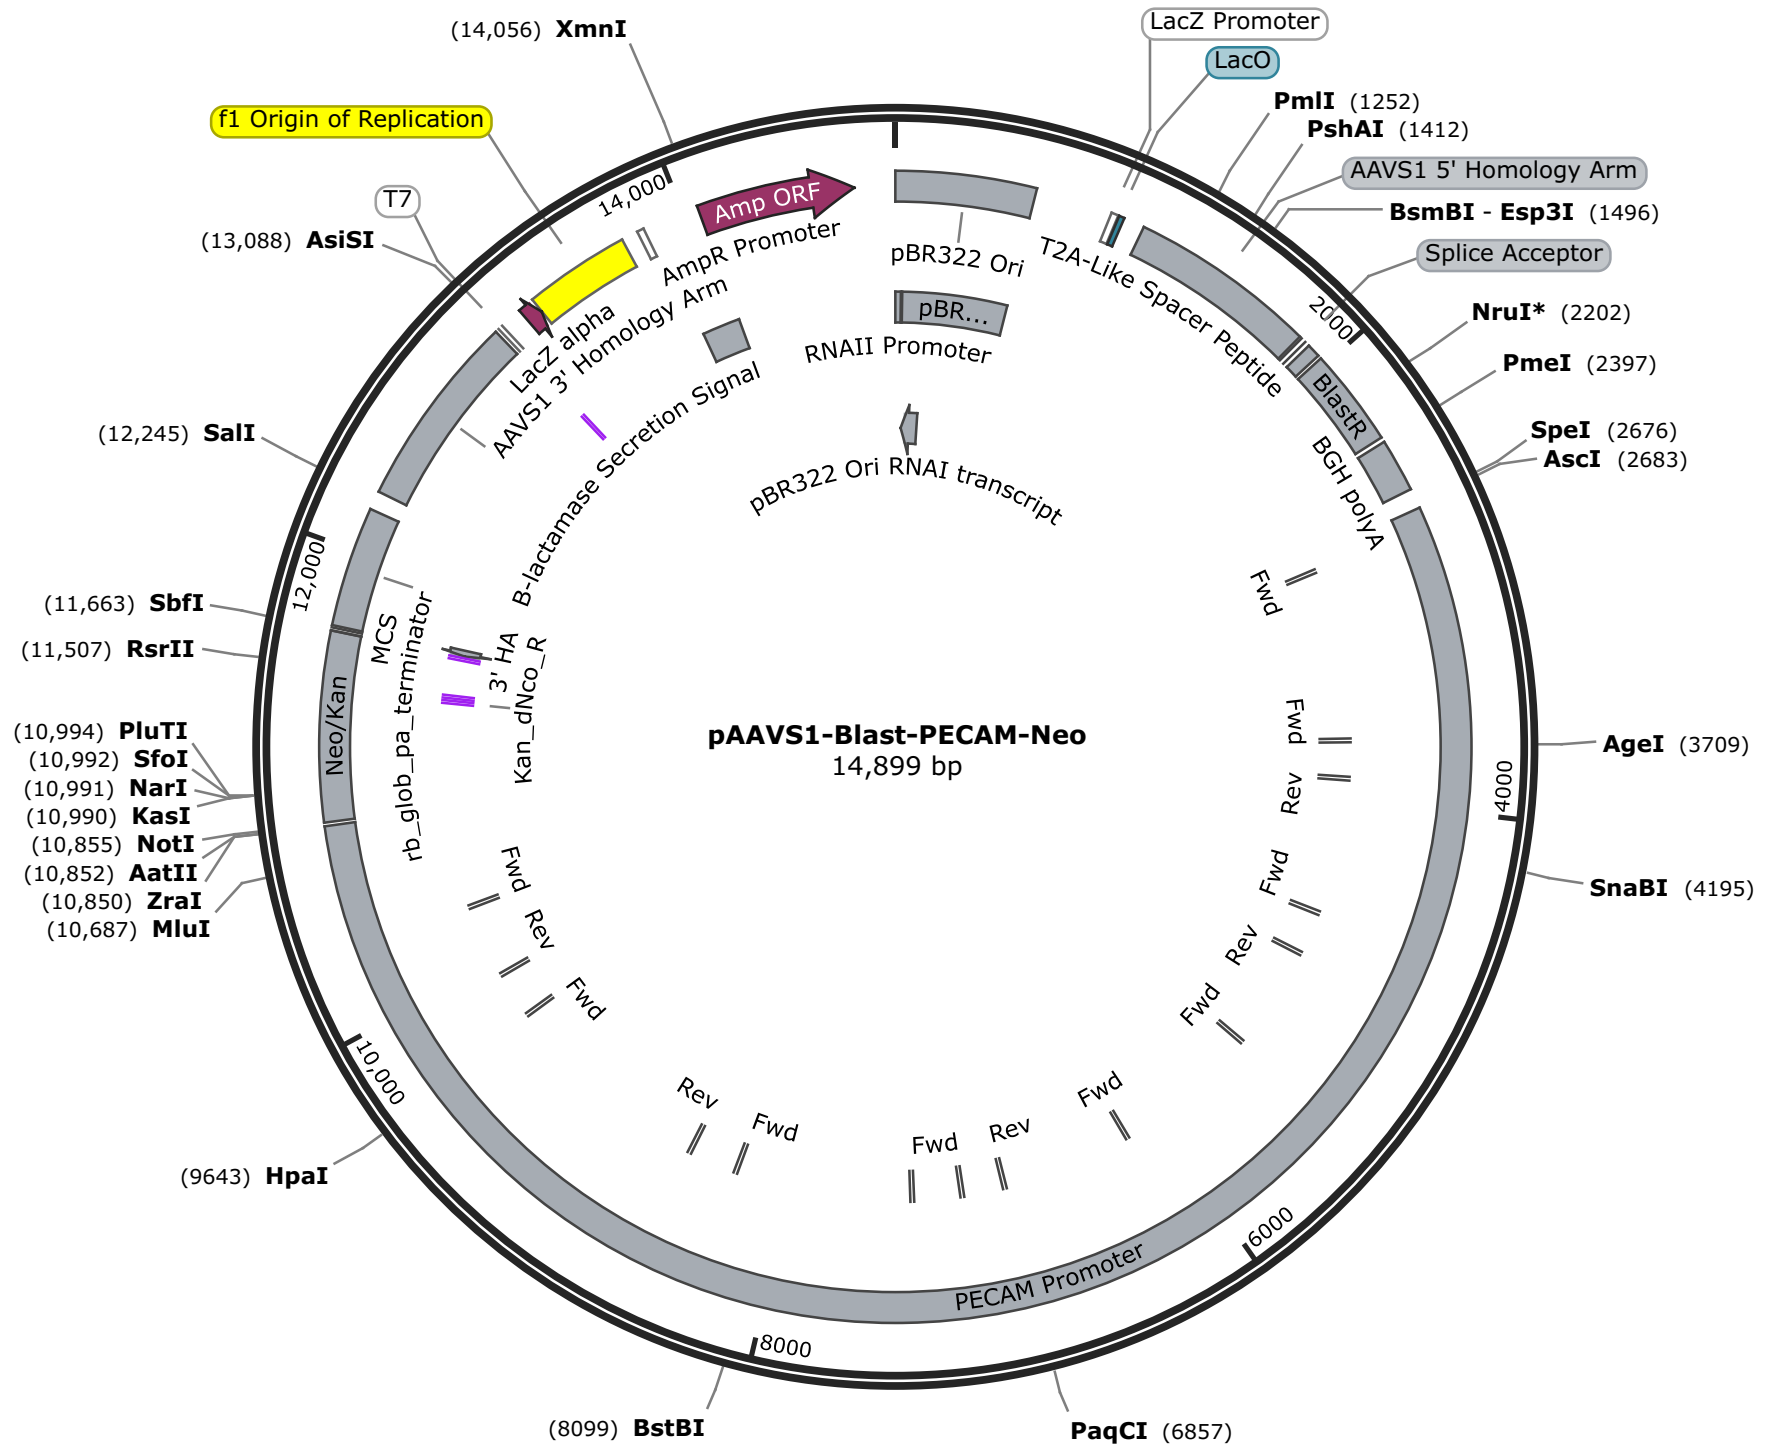 (14,056) XmnI
LacZ Promoter
LacO
PmlI (1252)
PshAI (1412)
AAVS1 5' Homology Arm
BsmBI - Esp3I (1496)
Splice Acceptor
NruI* (2202)
PmeI (2397)
SpeI (2676)
AscI (2683)
AgeI (3709)
SnaBI (4195)
PaqCI (6857)
(8099) BstBI
(9643) HpaI
(10,687) MluI
(10,850) ZraI
(10,852) AatII
(10,855) NotI
(10,990) KasI
(10,991) NarI
(10,992) SfoI
(10,994) PluTI
(11,507) RsrII
(11,663) SbfI
(12,245) SalI
(13,088) AsiSI
T7
f1 Origin of Replication
2000
4000
6000
8000
10,000
12,000
14,000
Amp ORF
AmpR Promoter
pBR322 Ori
T2A-Like Spacer Peptide
BlastR
BGH polyA
pBR...
RNAII Promoter
pBR322 Ori RNAI transcript
LacZ alpha
AAVS1 3' Homology Arm
B-lactamase Secretion Signal
MCS
rb_glob_pa_terminator
3' HA
Kan_dNco_R
Neo/Kan
PECAM Promoter
Fwd
Fwd
Rev
Fwd
Rev
Fwd
Fwd
Rev
Fwd
Fwd
Rev
Fwd
Rev
Fwd
pAAVS1-Blast-PECAM-Neo
14,899 bp